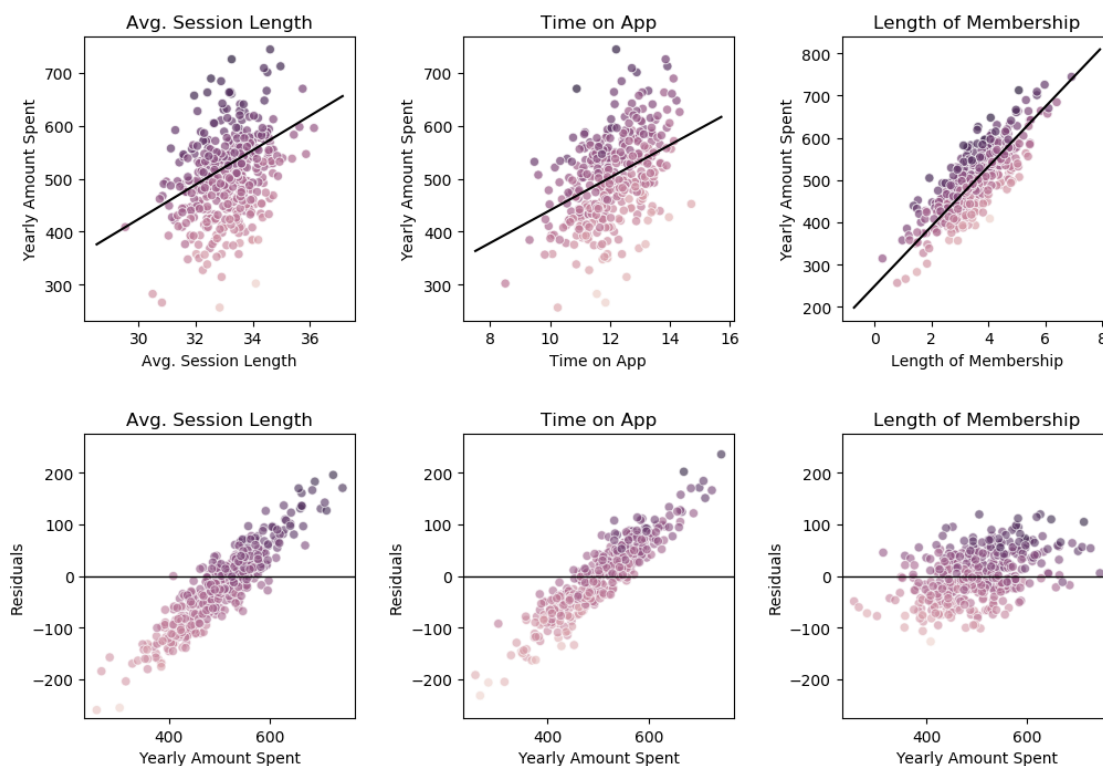 Avg. Session Length
Time on App
Length of Membership
Yearly Amount Spent
700
600
500
400
300
30
32
34
36
Avg. Session Length
Yearly Amount Spent
700
600
500
400
300
8
10
12
14
16
Time on App
Yearly Amount Spent
800
700
600
500
400
300
200
0
2
4
6
8
Length of Membership
Avg. Session Length
Time on App
Length of Membership
Residuals
200
100
0
−100
−200
400
600
Yearly Amount Spent
Residuals
200
100
0
−100
−200
400
600
Yearly Amount Spent
Residuals
200
100
0
−100
−200
400
600
Yearly Amount Spent